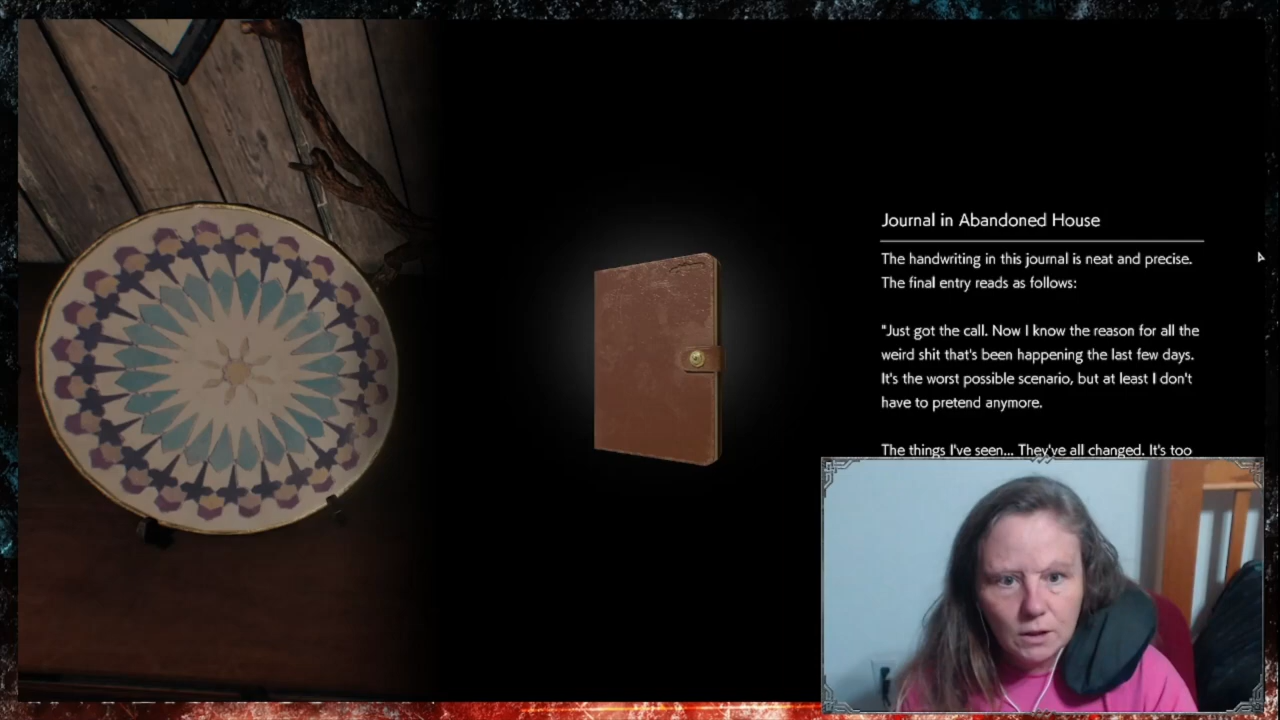 Journal in Abandoned House
The handwriting in this journal is neat and precise.
The final entry reads as follows:
"Just got the call. Now I know the reason for all the
weird shit that's been happening the last few days.
It's the worst possible scenario, but at least I don't
have to pretend anymore.
The things I've seen... They've all changed. It's too